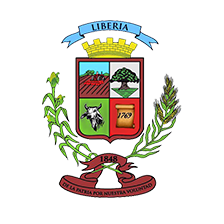 LIBERIA
1769
1848
DE LA PATRIA POR NUESTRA VOLUNTAD